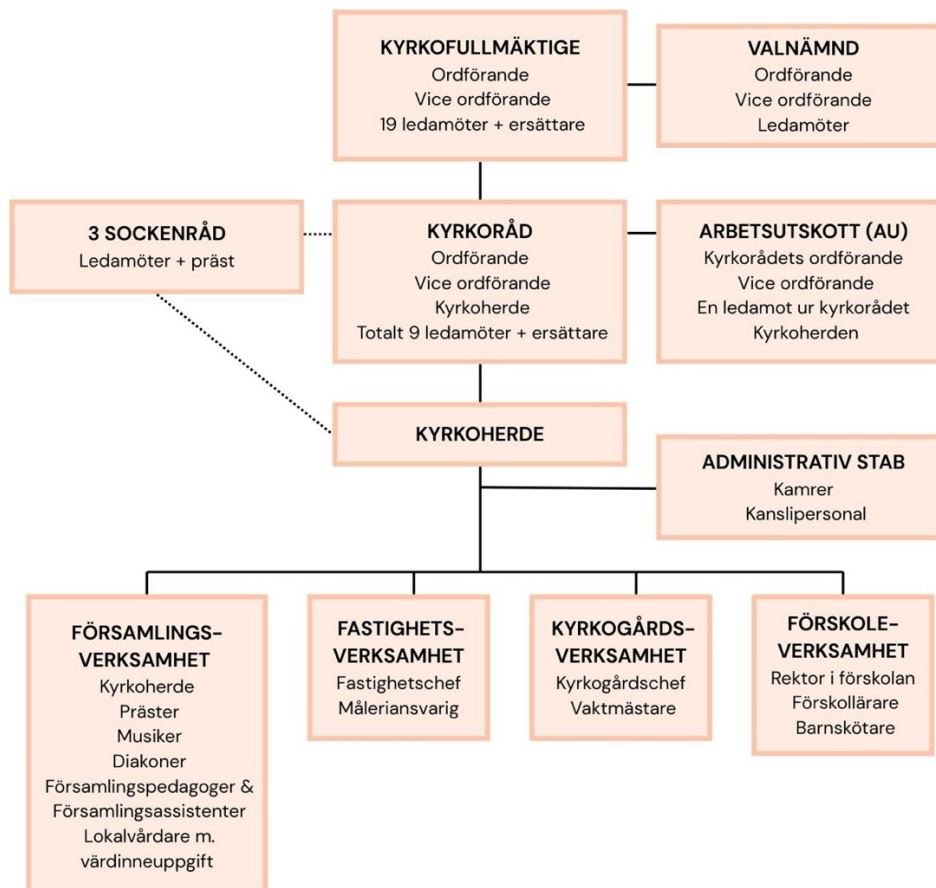 KYRKOFULLMÄKTIGE
Ordförande
Vice ordförande
19 ledamöter + ersättare
VALNÄMND
Ordförande
Vice ordförande
Ledamöter
3 SOCKENRÅD
Ledamöter + präst
KYRKORÅD
Ordförande
Vice ordförande
Kyrkoherde
Totalt 9 ledamöter + ersättare
ARBETSUTSKOTT (AU)
Kyrkorådets ordförande
Vice ordförande
En ledamot ur kyrkorådet
Kyrkoherden
KYRKOHERDE
ADMINISTRATIV STAB
Kamrer
Kanslipersonal
FÖRSAMLINGS-
VERKSAMHET
Kyrkoherde
Präster
Musiker
Diakoner
Församlingspedagoger &
Församlingsassistenter
Lokalvårdare m.
värdinneuppgift
FASTIGHETS-
VERKSAMHET
Fastighetschef
Måleriansvarig
KYRKOGÅRDS-
VERKSAMHET
Kyrkogårdschef
Vaktmästare
FÖRSKOLE-
VERKSAMHET
Rektor i förskolan
Förskollärare
Barnskötare